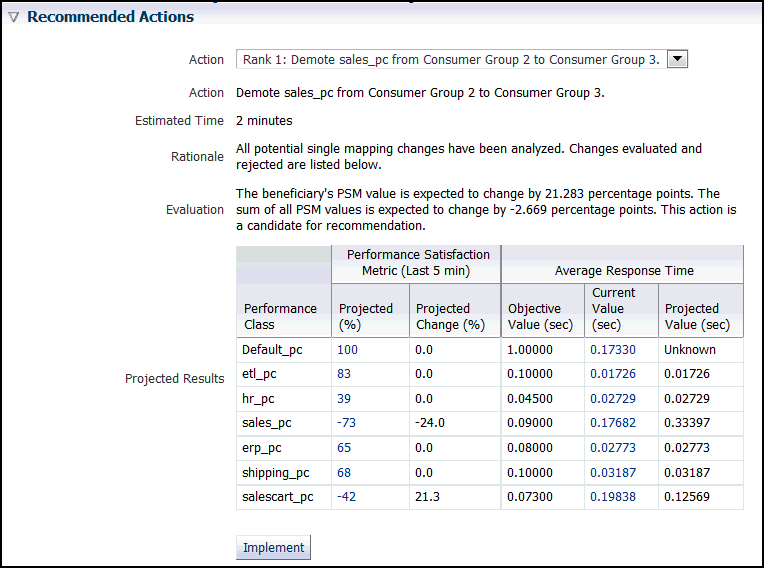 Recommended Actions
Action Rank 1: Demote sales_pc from Consumer Group 2 to Consumer Group 3.
Action Demote sales_pc from Consumer Group 2 to Consumer Group 3.
Estimated Time 2 minutes
Rationale All potential single mapping changes have been analyzed. Changes evaluated and
rejected are listed below.
Evaluation The beneficiary's PSM value is expected to change by 21.283 percentage points. The
sum of all PSM values is expected to change by -2.669 percentage points. This action is
a candidate for recommendation.
Projected Results
Performance Satisfaction
Metric (Last 5 min)
Average Response Time
Performance
Class
Projected
(%)
Projected
Change (%)
Objective
Value (sec)
Current
Value
(sec)
Projected
Value (sec)
Default_pc 100 0.0 1.00000 0.17330 Unknown
etl_pc 83 0.0 0.10000 0.01726 0.01726
hr_pc 39 0.0 0.04500 0.02729 0.02729
sales_pc -73 -24.0 0.09000 0.17682 0.33397
erp_pc 65 0.0 0.08000 0.02773 0.02773
shipping_pc 68 0.0 0.10000 0.03187 0.03187
salescart_pc -42 21.3 0.07300 0.19838 0.12569
Implement